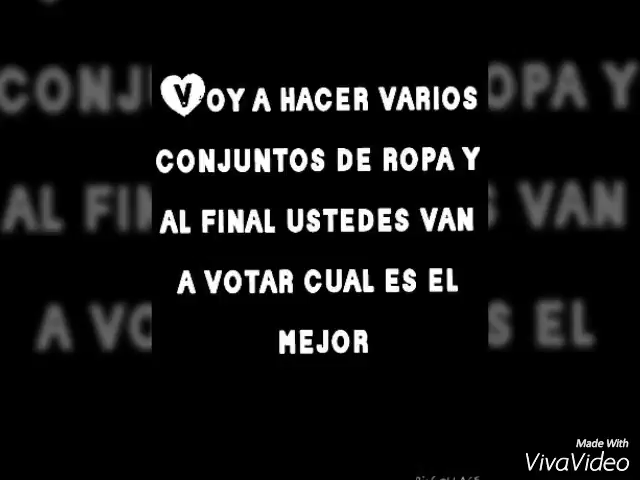 VOY A HACER VARIOS
CONJUNTOS DE ROPA Y
AL FINAL USTEDES VAN
A VOTAR CUAL ES EL
MEJOR
Made With
VivaVideo